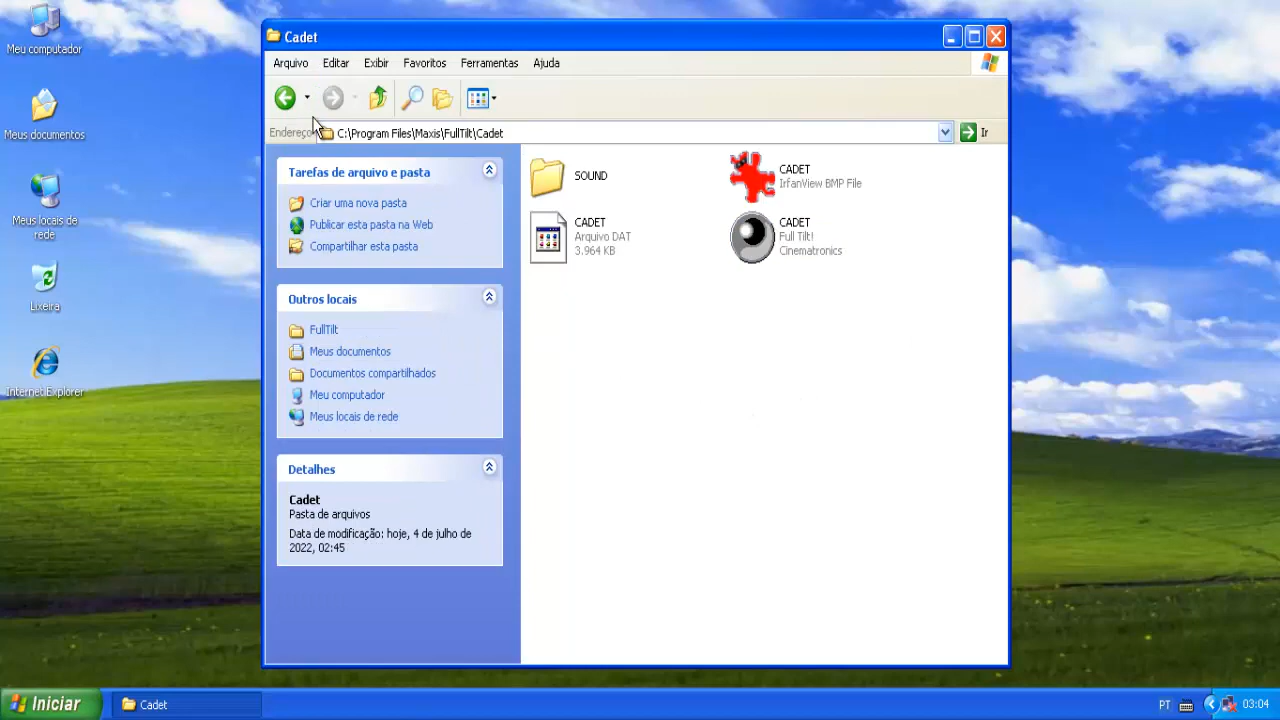 Meu computador
Meus documentos
Meus locais de
rede
Lixeira
Internet Explorer
Cadet
Arquivo Editar Exibir Favoritos Ferramentas Ajuda
Endereço C:\Program Files\Maxis\FullTilt\Cadet Ir
Tarefas de arquivo e pasta
Criar uma nova pasta
Publicar esta pasta na Web
Compartilhar esta pasta
Outros locais
FullTilt
Meus documentos
Documentos compartilhados
Meu computador
Meus locais de rede
Detalhes
Cadet
Pasta de arquivos
Data de modificação: hoje, 4 de julho de
2022, 02:45
SOUND
CADET
IrfanView BMP File
CADET
Arquivo DAT
3.964 KB
CADET
Full Tilt!
Cinematronics
Iniciar
Cadet
PT
03:04